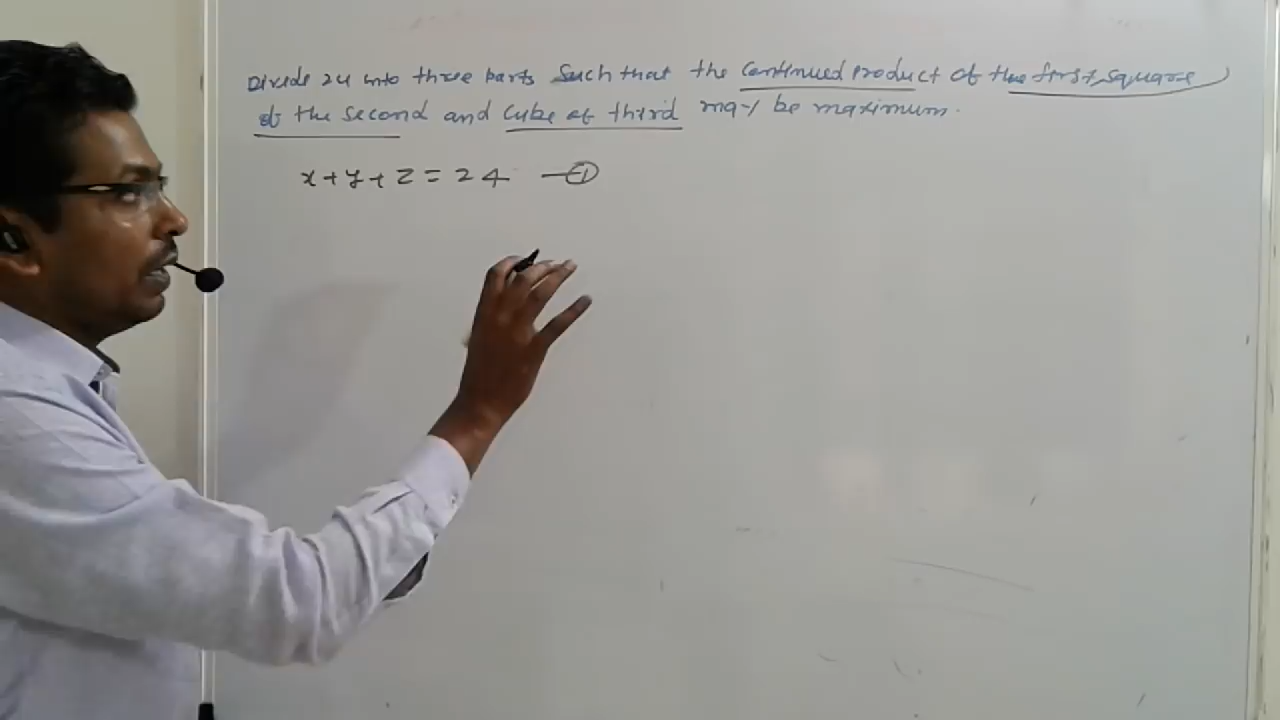 Divide 24 into three parts such that the continued product of the first, square
of the second and cube of third may be maximum.
x+y+z=24 —①